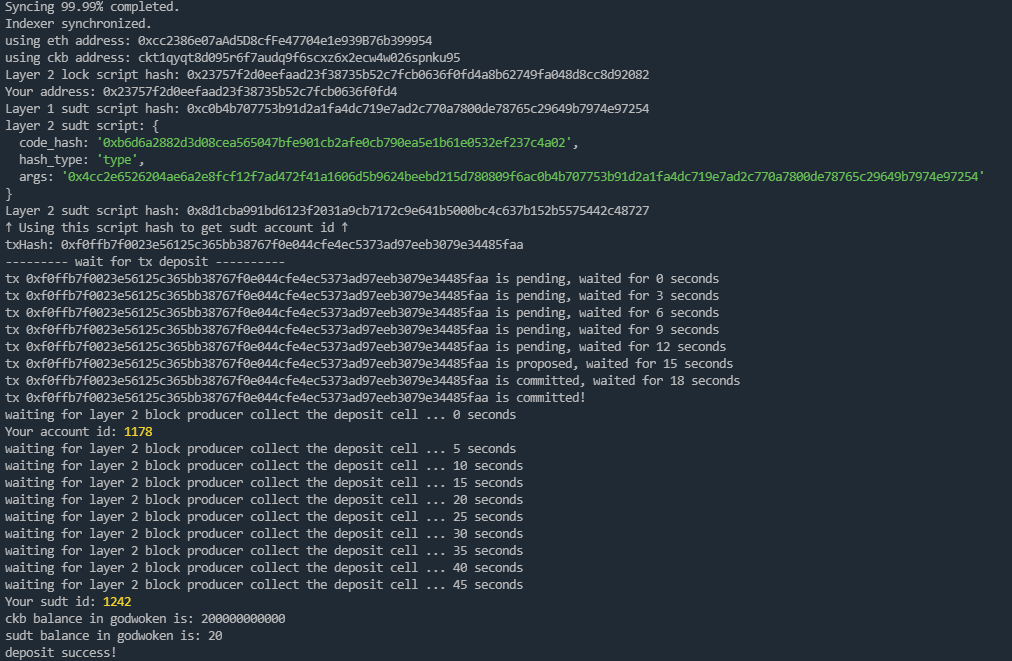 Syncing 99.99% completed.
Indexer synchronized.
using eth address: 0xcc2386e07aAd5D8cfFe47704e1e939B76b399954
using ckb address: ckt1qyqt8d095r6f7audq9f6scxz6x2ecw4w026spnku95
Layer 2 lock script hash: 0x23757f2d0eefaad23f38735b52c7fcb0636f0fd4a8b62749fa048d8cc8d92082
Your address: 0x23757f2d0eefaad23f38735b52c7fcb0636f0fd4
Layer 1 sudt script hash: 0xc0b4b707753b91d2a1fa4dc719e7ad2c770a7800de78765c29649b7974e97254
layer 2 sudt script: {
  code_hash: '0xb6d6a2882d3d08cea565047bfe901cb2afe0cb790ea5e1b61e0532ef237c4a02',
  hash_type: 'type',
  args: '0x4cc2e6526204ae6a2e8fcf12f7ad472f41a1606d5b9624beebd215d780809f6ac0b4b707753b91d2a1fa4dc719e7ad2c770a7800de78765c29649b7974e97254'
}
Layer 2 sudt script hash: 0x8d1cba991bd6123f2031a9cb7172c9e641b5000bc4c637b152b5575442c48727
↑ Using this script hash to get sudt account id ↑
txHash: 0xf0ffb7f0023e56125c365bb38767f0e044cfe4ec5373ad97eeb3079e34485faa
--------- wait for tx deposit ----------
tx 0xf0ffb7f0023e56125c365bb38767f0e044cfe4ec5373ad97eeb3079e34485faa is pending, waited for 0 seconds
tx 0xf0ffb7f0023e56125c365bb38767f0e044cfe4ec5373ad97eeb3079e34485faa is pending, waited for 3 seconds
tx 0xf0ffb7f0023e56125c365bb38767f0e044cfe4ec5373ad97eeb3079e34485faa is pending, waited for 6 seconds
tx 0xf0ffb7f0023e56125c365bb38767f0e044cfe4ec5373ad97eeb3079e34485faa is pending, waited for 9 seconds
tx 0xf0ffb7f0023e56125c365bb38767f0e044cfe4ec5373ad97eeb3079e34485faa is pending, waited for 12 seconds
tx 0xf0ffb7f0023e56125c365bb38767f0e044cfe4ec5373ad97eeb3079e34485faa is proposed, waited for 15 seconds
tx 0xf0ffb7f0023e56125c365bb38767f0e044cfe4ec5373ad97eeb3079e34485faa is committed, waited for 18 seconds
tx 0xf0ffb7f0023e56125c365bb38767f0e044cfe4ec5373ad97eeb3079e34485faa is committed!
waiting for layer 2 block producer collect the deposit cell ... 0 seconds
Your account id: 1178
waiting for layer 2 block producer collect the deposit cell ... 5 seconds
waiting for layer 2 block producer collect the deposit cell ... 10 seconds
waiting for layer 2 block producer collect the deposit cell ... 15 seconds
waiting for layer 2 block producer collect the deposit cell ... 20 seconds
waiting for layer 2 block producer collect the deposit cell ... 25 seconds
waiting for layer 2 block producer collect the deposit cell ... 30 seconds
waiting for layer 2 block producer collect the deposit cell ... 35 seconds
waiting for layer 2 block producer collect the deposit cell ... 40 seconds
waiting for layer 2 block producer collect the deposit cell ... 45 seconds
Your sudt id: 1242
ckb balance in godwoken is: 200000000000
sudt balance in godwoken is: 20
deposit success!